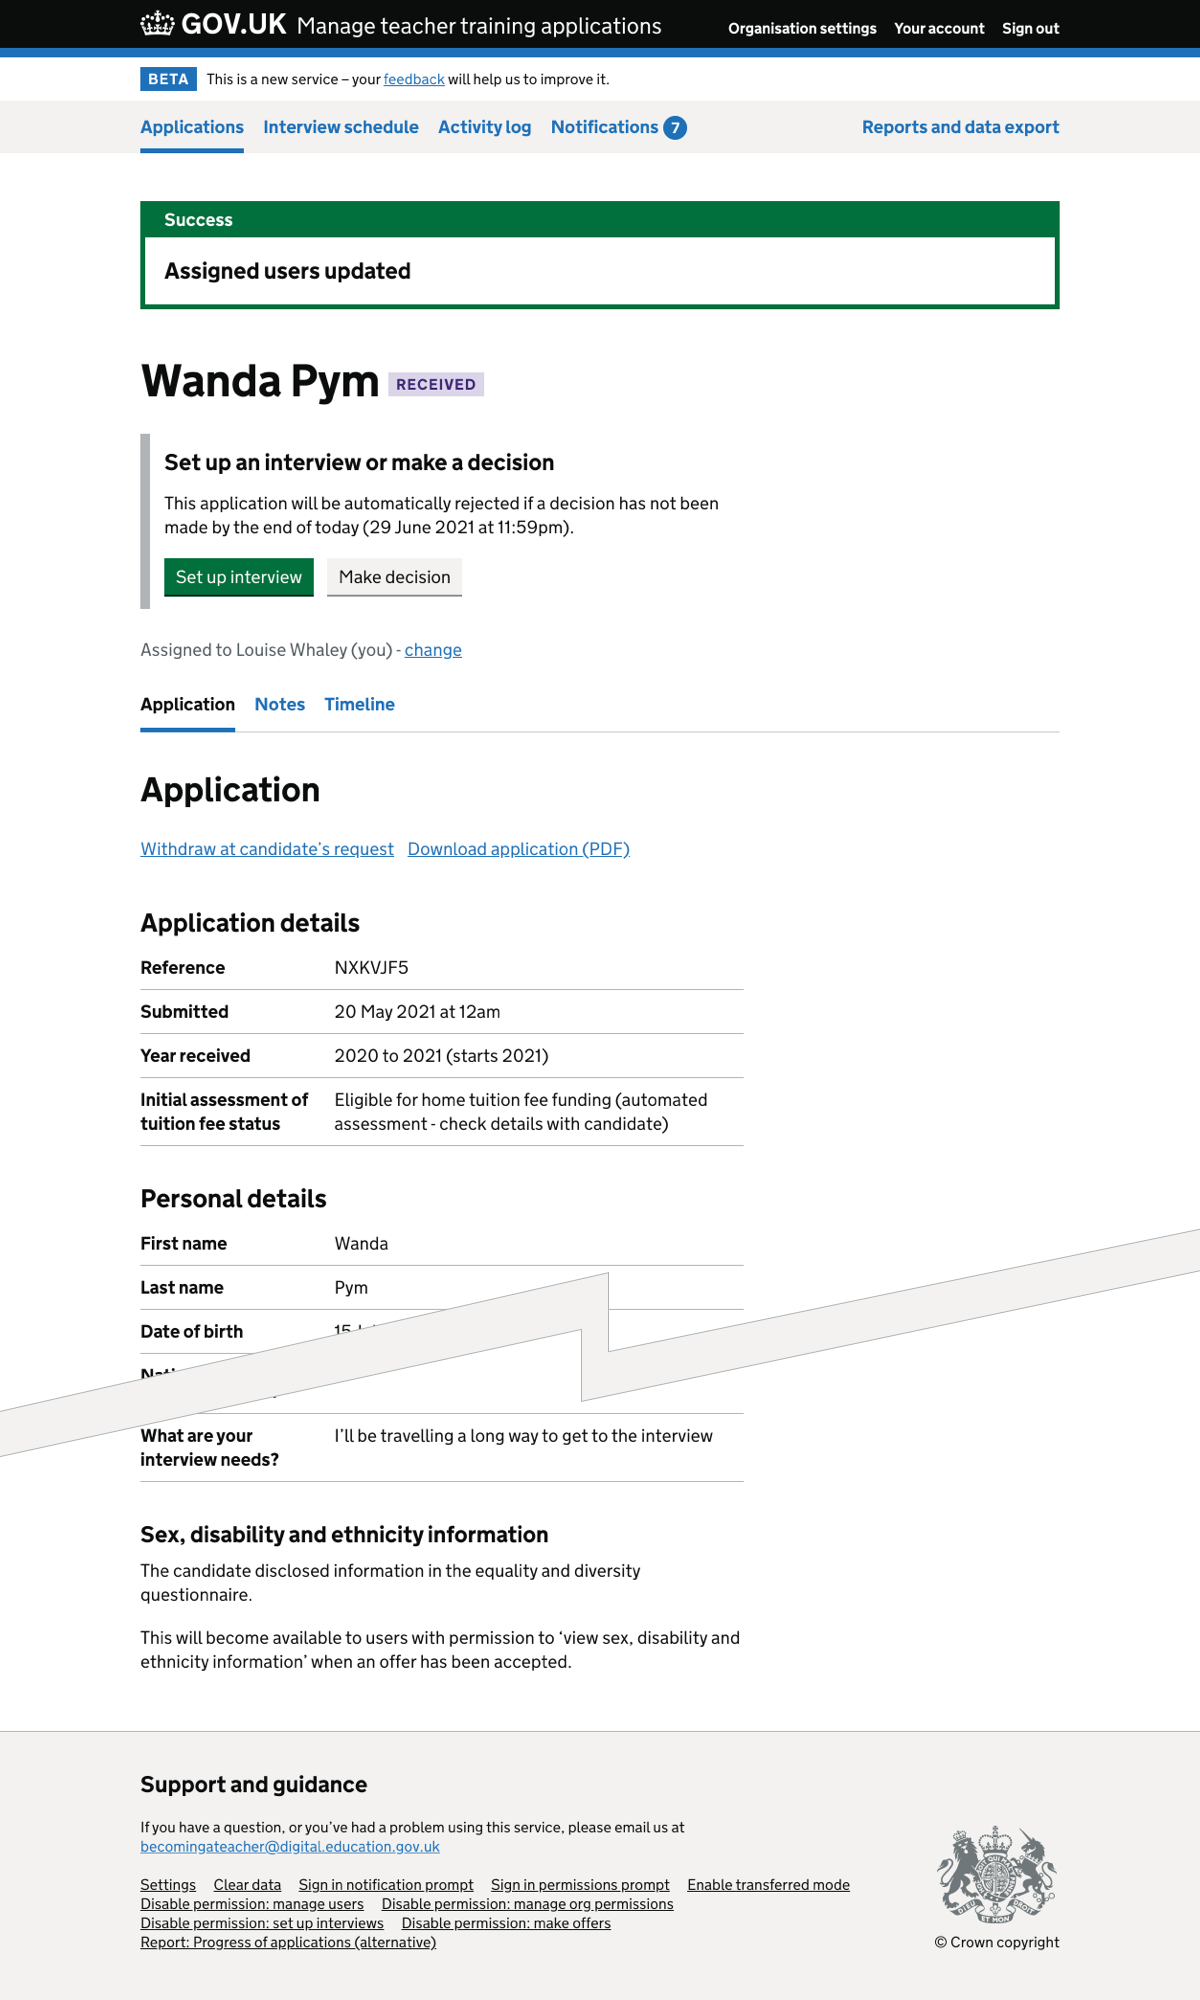 GOV.UK Manage teacher training applications Organisation settings Your account Sign out
BETA This is a new service – your feedback will help us to improve it.
Applications Interview schedule Activity log Notifications 7 Reports and data export
Success
Assigned users updated
Wanda Pym RECEIVED
Set up an interview or make a decision
This application will be automatically rejected if a decision has not been
made by the end of today (29 June 2021 at 11:59pm).
Set up interview Make decision
Assigned to Louise Whaley (you) - change
Application Notes Timeline
Application
Withdraw at candidate’s request Download application (PDF)
Application details
Reference NXKVJF5
Submitted 20 May 2021 at 12am
Year received 2020 to 2021 (starts 2021)
Initial assessment of Eligible for home tuition fee funding (automated
tuition fee status assessment - check details with candidate)
Personal details
First name Wanda
Last name Pym
Date of birth 15
What are your I’ll be travelling a long way to get to the interview
interview needs?
Sex, disability and ethnicity information
The candidate disclosed information in the equality and diversity
questionnaire.
This will become available to users with permission to ‘view sex, disability and
ethnicity information’ when an offer has been accepted.
Support and guidance
If you have a question, or you’ve had a problem using this service, please email us at
becomingateacher@digital.education.gov.uk
Settings Clear data Sign in notification prompt Sign in permissions prompt Enable transferred mode
Disable permission: manage users Disable permission: manage org permissions
Disable permission: set up interviews Disable permission: make offers
Report: Progress of applications (alternative)
© Crown copyright